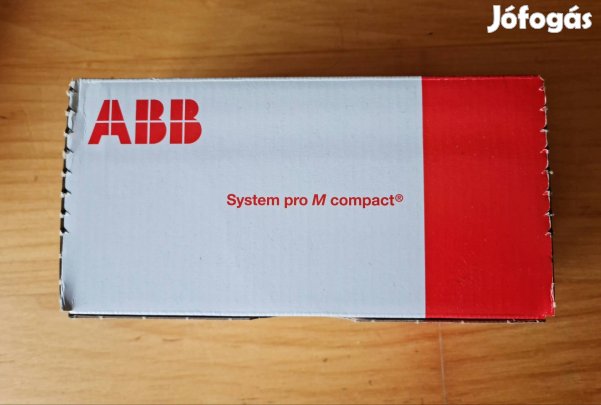 Jófogás
ABB
System pro M compact®